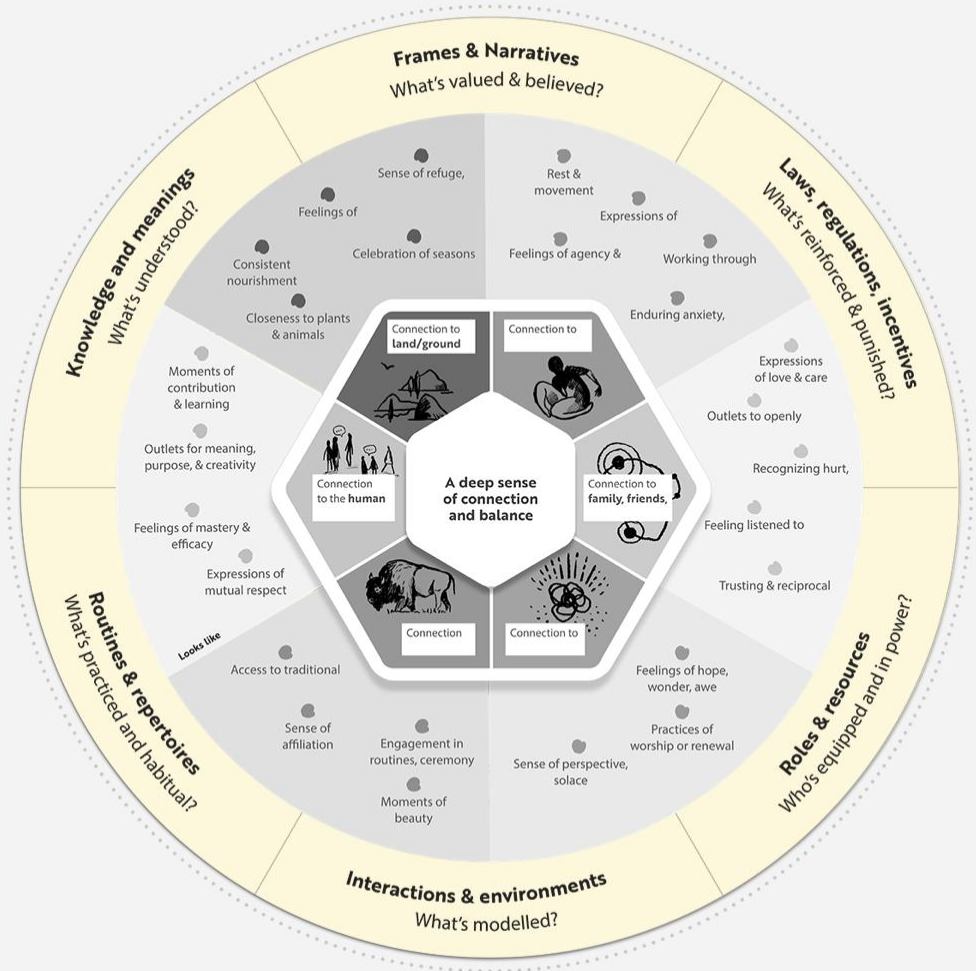 Frames & Narratives
What's valued & believed?
Laws, regulations, incentives
What's reinforced & punished?
Roles & resources
Who's equipped and in power?
Interactions & environments
What's modelled?
Routines & repertoires
What's practiced and habitual?
Knowledge and meanings
What's understood?
Sense of refuge,
Feelings of
Celebration of seasons
Consistent
nourishment
Closeness to plants
& animals
Rest &
movement
Expressions of
Feelings of agency &
Working through
Enduring anxiety,
Expressions
of love & care
Outlets to openly
Recognizing hurt,
Feeling listened to
Trusting & reciprocal
Feelings of hope,
wonder, awe
Practices of
worship or renewal
Sense of perspective,
solace
Access to traditional
Sense of
affiliation
Engagement in
routines, ceremony
Moments of
beauty
Looks like
Moments of
contribution
& learning
Outlets for meaning,
purpose, & creativity
Feelings of mastery &
efficacy
Expressions of
mutual respect
Connection to
land/ground
Connection to
Connection to
family, friends,
Connection to
Connection
Connection
to the human
A deep sense
of connection
and balance